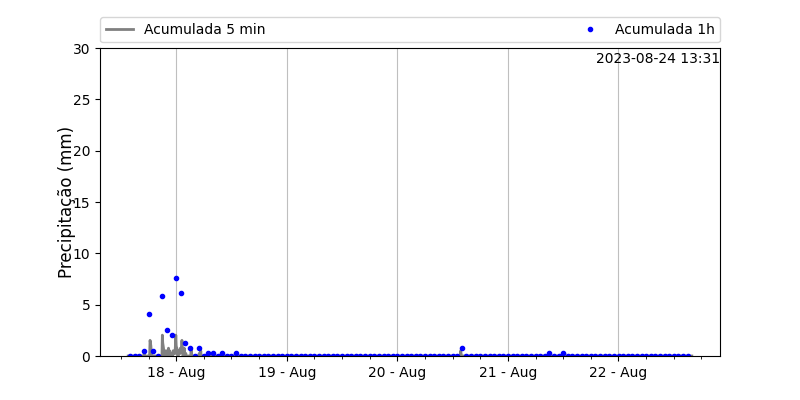 Acumulada 5 min
Acumulada 1h
2023-08-24 13:31
Precipitação (mm)
30
25
20
15
10
5
0
18 - Aug
19 - Aug
20 - Aug
21 - Aug
22 - Aug